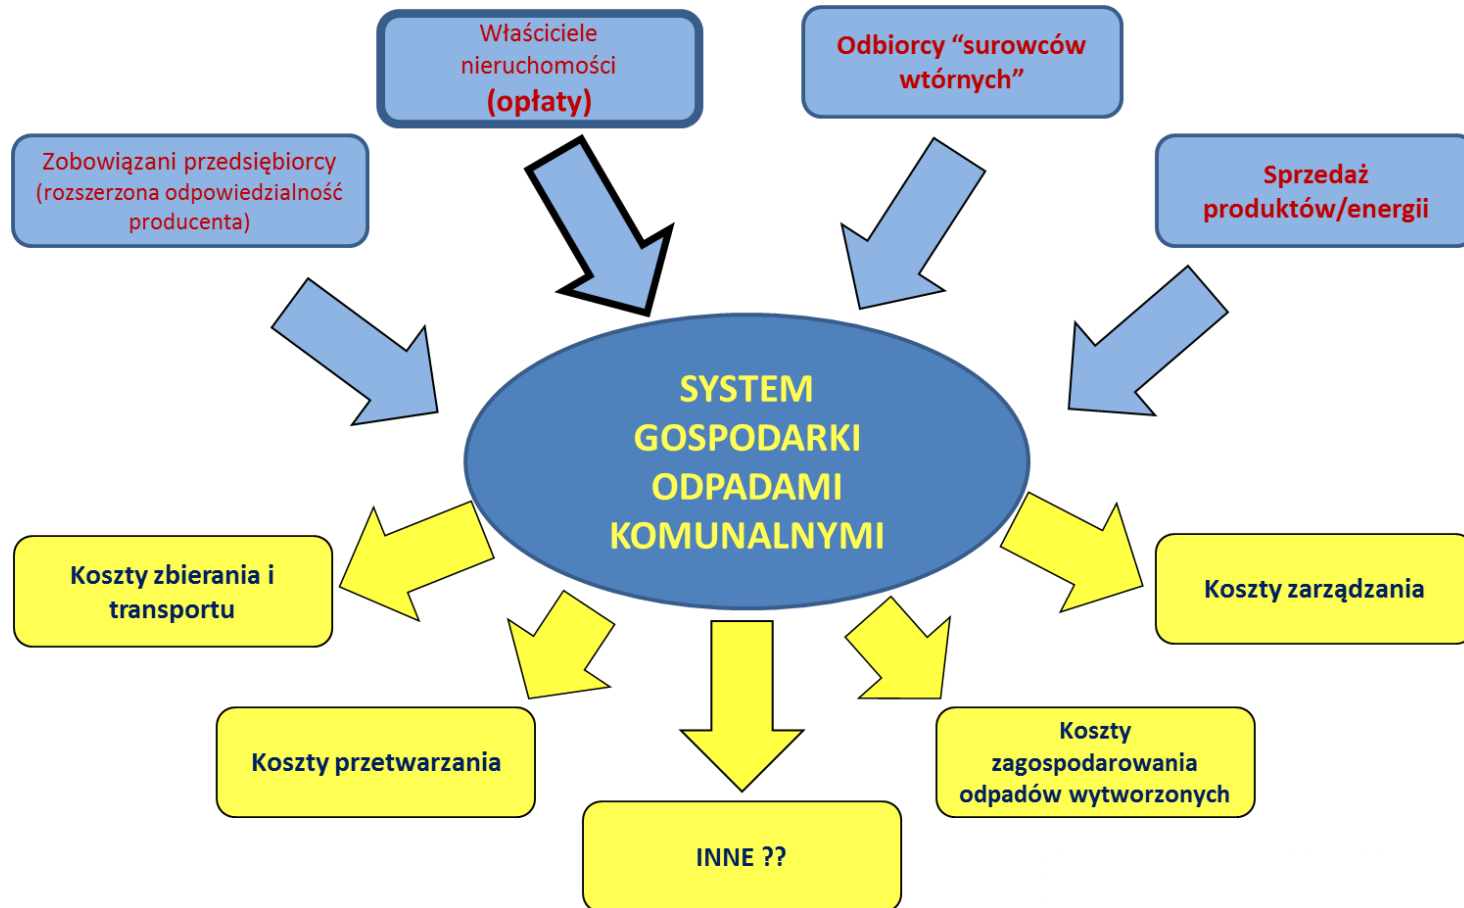 Właściciele
nieruchomości
(opłaty)
Odbiorcy “surowców
wtórnych”
Zobowiązani przedsiębiorcy
(rozszerzona odpowiedzialność
producenta)
Sprzedaż
produktów/energii
SYSTEM
GOSPODARKI
ODPADAMI
KOMUNALNYMI
Koszty zbierania i
transportu
Koszty zarządzania
Koszty przetwarzania
Koszty
zagospodarowania
odpadów wytworzonych
INNE ??